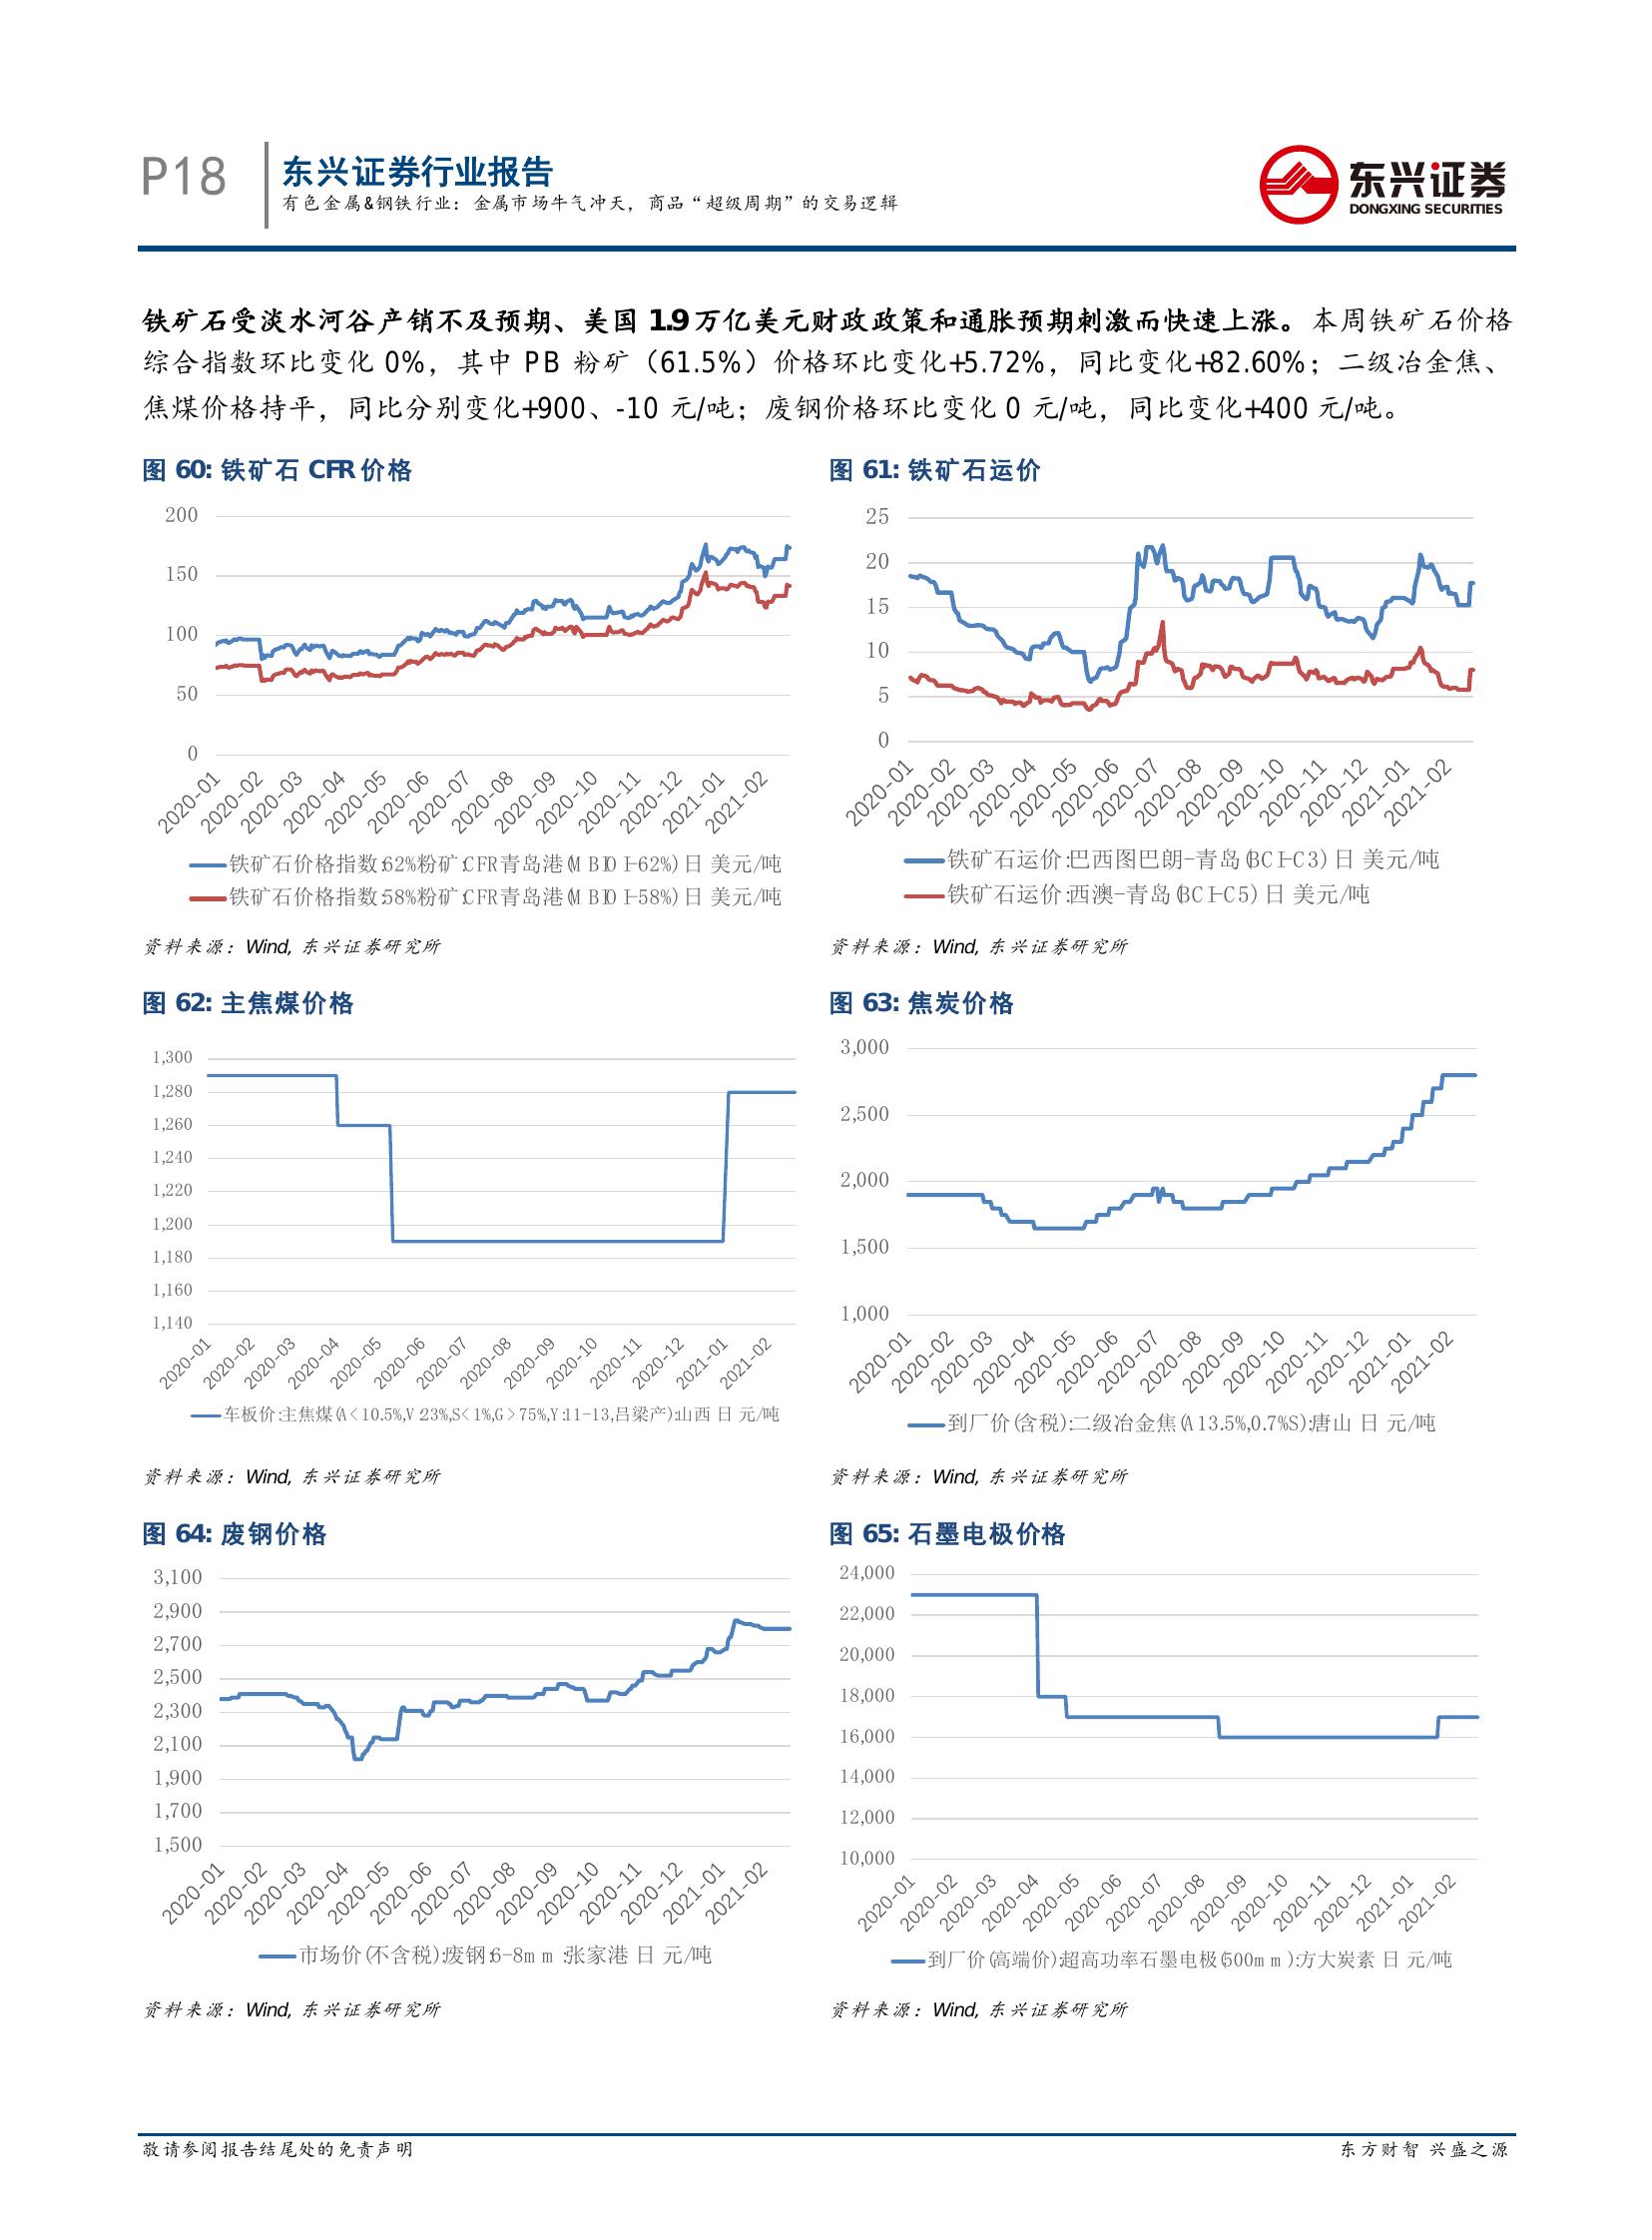 P18
东兴证券行业报告
有色金属&钢铁行业：金属市场牛气冲天，商品“超级周期”的交易逻辑
东兴证券
DONGXING SECURITIES
铁矿石受淡水河谷产销不及预期、美国 1.9 万亿美元财政政策和通胀预期刺激而快速上涨。本周铁矿石价格
综合指数环比变化 0%，其中 PB 粉矿（61.5%）价格环比变化+5.72%，同比变化+82.60%；二级冶金焦、
焦煤价格持平，同比分别变化+900、-10 元/吨；废钢价格环比变化 0 元/吨，同比变化+400 元/吨。
图 60: 铁矿石 CFR 价格
200
150
100
50
0
2020-01 2020-02 2020-03 2020-04 2020-05 2020-06 2020-07 2020-08 2020-09 2020-10 2020-11 2020-12 2021-01 2021-02
铁矿石价格指数:62%粉矿:CFR青岛港(MBIOI-62%) 日 美元/吨
铁矿石价格指数:58%粉矿:CFR青岛港(MBIOI-58%) 日 美元/吨
资料来源：Wind, 东兴证券研究所
图 61: 铁矿石运价
25
20
15
10
5
0
2020-01 2020-02 2020-03 2020-04 2020-05 2020-06 2020-07 2020-08 2020-09 2020-10 2020-11 2020-12 2021-01 2021-02
铁矿石运价:巴西图巴朗-青岛(BCI-C3) 日 美元/吨
铁矿石运价:西澳-青岛(BCI-C5) 日 美元/吨
资料来源：Wind, 东兴证券研究所
图 62: 主焦煤价格
1,300
1,280
1,260
1,240
1,220
1,200
1,180
1,160
1,140
2020-01 2020-02 2020-03 2020-04 2020-05 2020-06 2020-07 2020-08 2020-09 2020-10 2020-11 2020-12 2021-01 2021-02
车板价:主焦煤(A<10.5%,V23%,S<1%,G>75%,Y:11-13,吕梁产):山西 日 元/吨
资料来源：Wind, 东兴证券研究所
图 63: 焦炭价格
3,000
2,500
2,000
1,500
1,000
2020-01 2020-02 2020-03 2020-04 2020-05 2020-06 2020-07 2020-08 2020-09 2020-10 2020-11 2020-12 2021-01 2021-02
到厂价(含税):二级冶金焦(A13.5%,0.7%S):唐山 日 元/吨
资料来源：Wind, 东兴证券研究所
图 64: 废钢价格
3,100
2,900
2,700
2,500
2,300
2,100
1,900
1,700
1,500
2020-01 2020-02 2020-03 2020-04 2020-05 2020-06 2020-07 2020-08 2020-09 2020-10 2020-11 2020-12 2021-01 2021-02
市场价(不含税):废钢:6-8mm:张家港 日 元/吨
资料来源：Wind, 东兴证券研究所
图 65: 石墨电极价格
24,000
22,000
20,000
18,000
16,000
14,000
12,000
10,000
2020-01 2020-02 2020-03 2020-04 2020-05 2020-06 2020-07 2020-08 2020-09 2020-10 2020-11 2020-12 2021-01 2021-02
到厂价(高端价):超高功率石墨电极(500mm):方大炭素 日 元/吨
资料来源：Wind, 东兴证券研究所
敬请参阅报告结尾处的免责声明
东方财智 兴盛之源